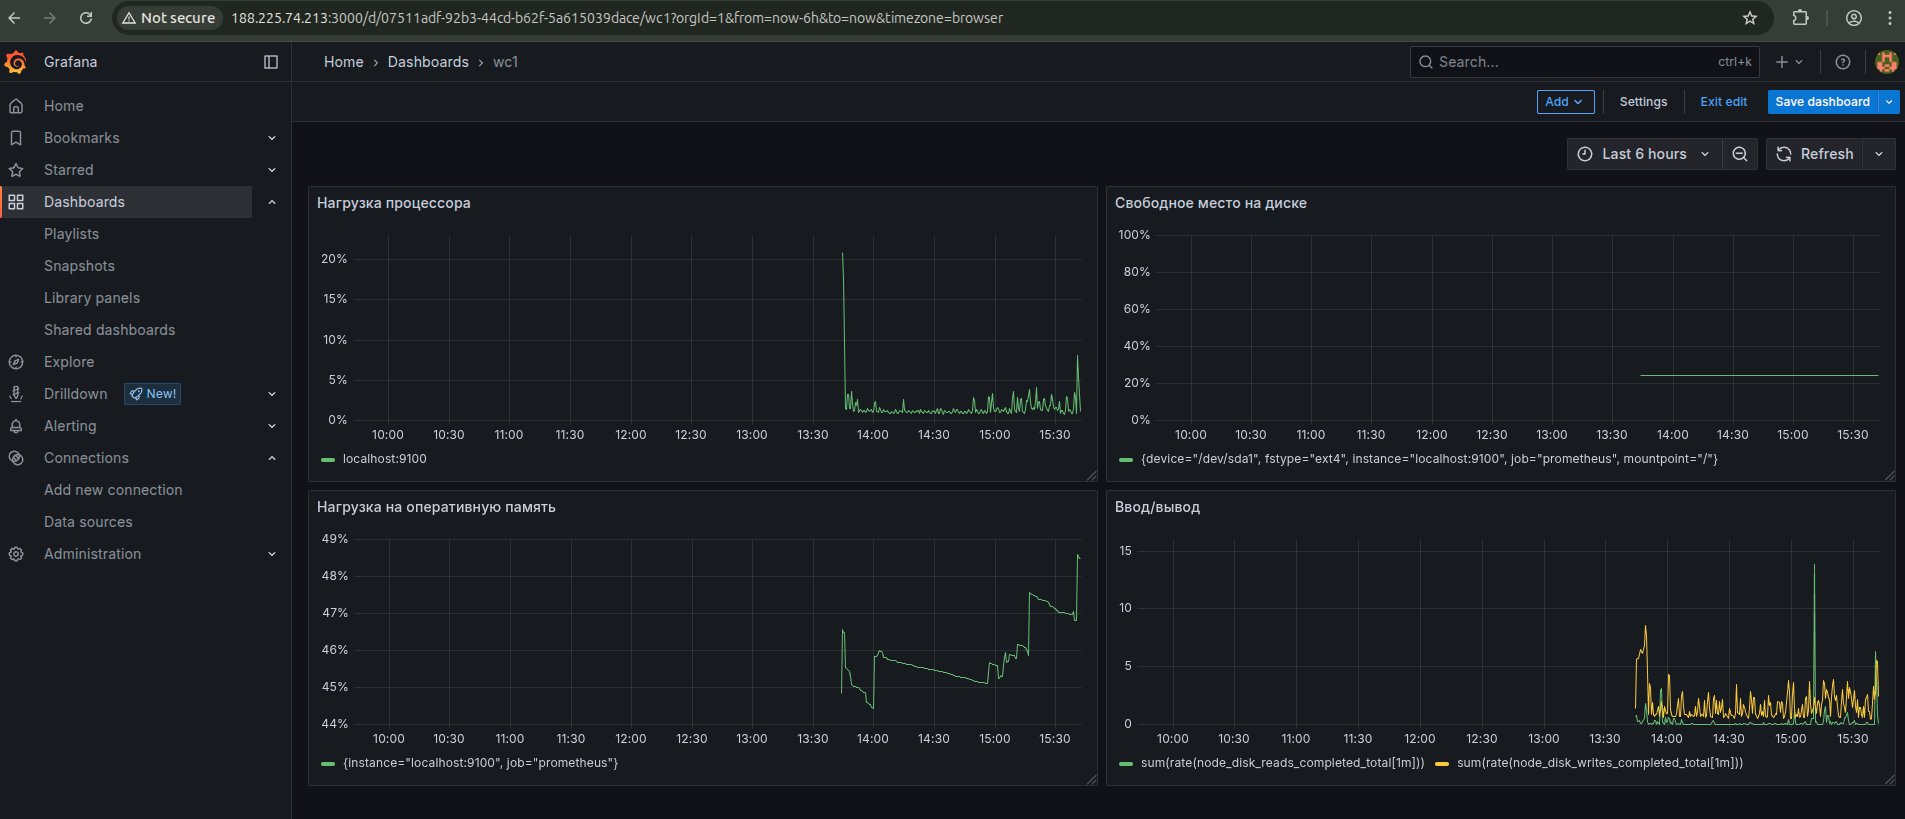 Not secure
188.225.74.213:3000/d/07511adf-92b3-44cd-b62f-5a615039dace/wc1?orgId=1&from=now-6h&to=now&timezone=browser
Grafana
Home › Dashboards › wc1
Search... ctrl+k
Add
Settings
Exit edit
Save dashboard
Home
Bookmarks
Starred
Dashboards
Playlists
Snapshots
Library panels
Shared dashboards
Explore
Drilldown New!
Alerting
Connections
Add new connection
Data sources
Administration
Last 6 hours
Refresh
Нагрузка процессора
20%
15%
10%
5%
0%
10:00 10:30 11:00 11:30 12:00 12:30 13:00 13:30 14:00 14:30 15:00 15:30
localhost:9100
Свободное место на диске
100%
80%
60%
40%
20%
0%
10:00 10:30 11:00 11:30 12:00 12:30 13:00 13:30 14:00 14:30 15:00 15:30
{device="/dev/sda1", fstype="ext4", instance="localhost:9100", job="prometheus", mountpoint="/"}
Нагрузка на оперативную память
49%
48%
47%
46%
45%
44%
10:00 10:30 11:00 11:30 12:00 12:30 13:00 13:30 14:00 14:30 15:00 15:30
{instance="localhost:9100", job="prometheus"}
Ввод/вывод
15
10
5
0
10:00 10:30 11:00 11:30 12:00 12:30 13:00 13:30 14:00 14:30 15:00 15:30
sum(rate(node_disk_reads_completed_total[1m])) sum(rate(node_disk_writes_completed_total[1m]))